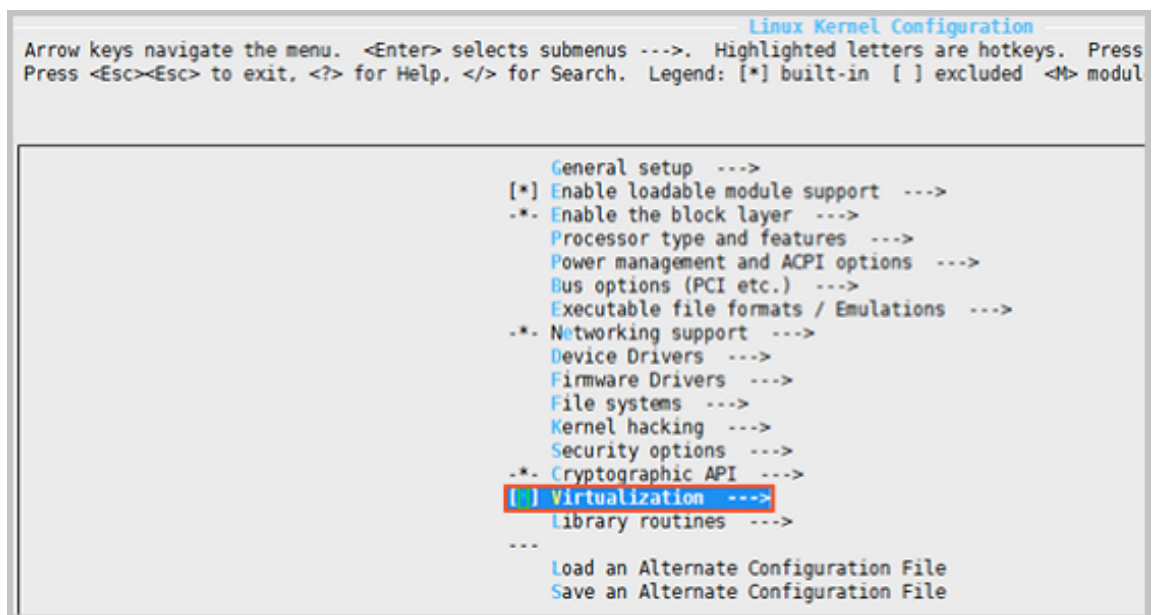 Linux Kernel Configuration
Arrow keys navigate the menu. <Enter> selects submenus --->. Highlighted letters are hotkeys. Press
Press <Esc><Esc> to exit, <?> for Help, </> for Search. Legend: [*] built-in [ ] excluded <M> modul
General setup --->
[*] Enable loadable module support --->
-*- Enable the block layer --->
Processor type and features --->
Power management and ACPI options --->
Bus options (PCI etc.) --->
Executable file formats / Emulations --->
-*- Networking support --->
Device Drivers --->
Firmware Drivers --->
File systems --->
Kernel hacking --->
Security options --->
-*- Cryptographic API --->
[*] Virtualization --->
Library routines --->
---
Load an Alternate Configuration File
Save an Alternate Configuration File